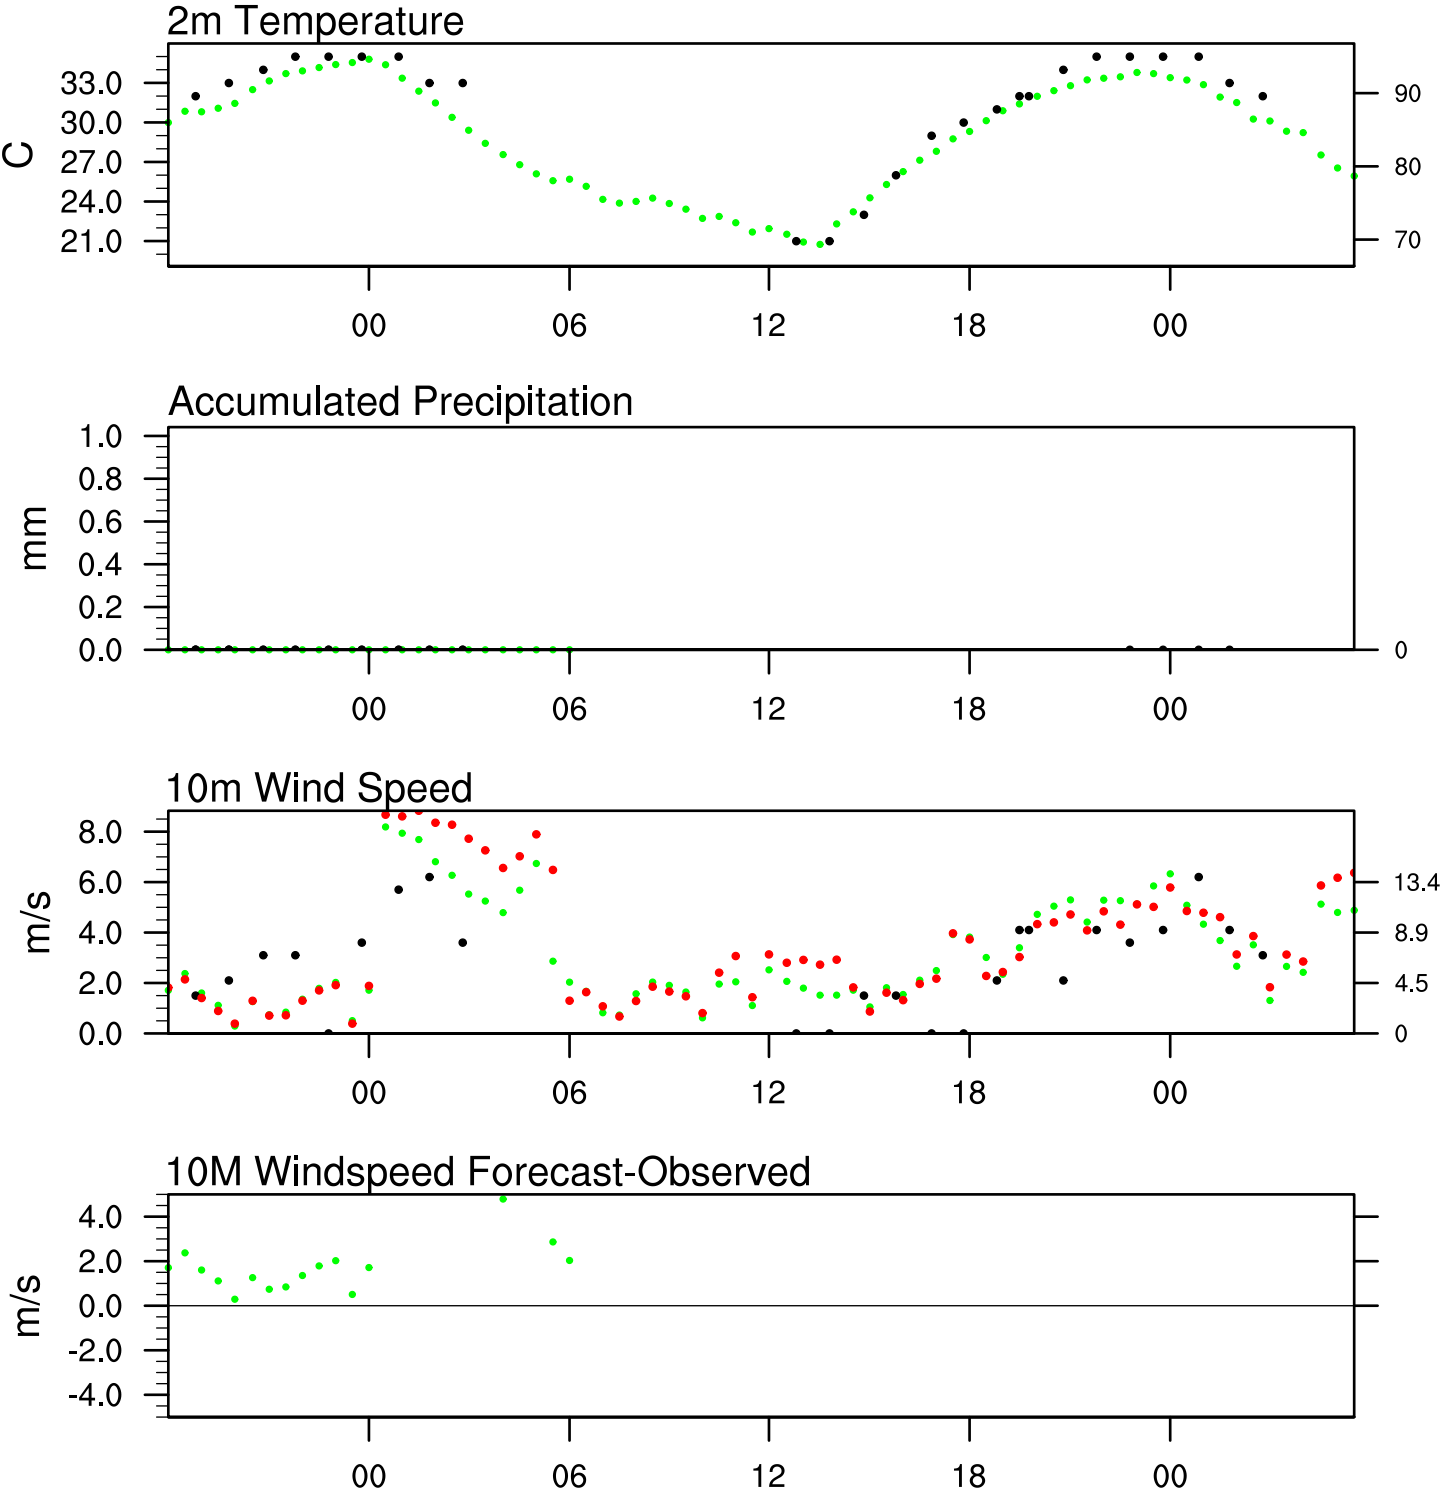 2m Temperature
C
33.0
30.0
27.0
24.0
21.0
90
80
70
00 06 12 18 00
Accumulated Precipitation
mm
1.0
0.8
0.6
0.4
0.2
0.0
0
00 06 12 18 00
10m Wind Speed
m/s
8.0
6.0
4.0
2.0
0.0
13.4
8.9
4.5
0
00 06 12 18 00
10M Windspeed Forecast-Observed
m/s
4.0
2.0
0.0
-2.0
-4.0
00 06 12 18 00